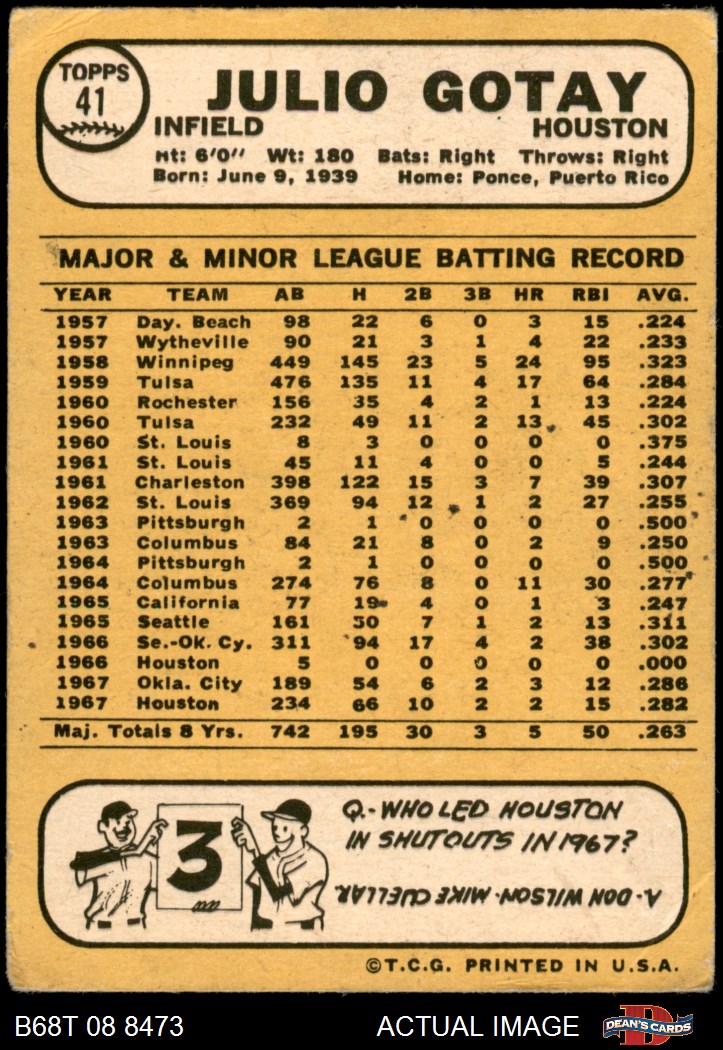 TOPPS
41
JULIO GOTAY
INFIELD HOUSTON
Ht: 6'0'' Wt: 180 Bats: Right Throws: Right
Born: June 9, 1939 Home: Ponce, Puerto Rico
MAJOR & MINOR LEAGUE BATTING RECORD
YEAR TEAM AB H 2B 3B HR RBI AVG.
1957 Day. Beach 98 22 6 0 3 15 .224
1957 Wytheville 90 21 3 1 4 22 .233
1958 Winnipeg 449 145 23 5 24 95 .323
1959 Tulsa 476 135 11 4 17 64 .284
1960 Rochester 156 35 4 2 1 13 .224
1960 Tulsa 232 49 11 2 13 45 .302
1960 St. Louis 8 3 0 0 0 0 .375
1961 St. Louis 45 11 4 0 0 5 .244
1961 Charleston 398 122 15 3 7 39 .307
1962 St. Louis 369 94 12 1 2 27 .255
1963 Pittsburgh 2 1 0 0 0 0 .500
1963 Columbus 84 21 8 0 2 9 .250
1964 Pittsburgh 2 1 0 0 0 0 .500
1964 Columbus 274 76 8 0 11 30 .277
1965 California 77 19 4 0 1 3 .247
1965 Seattle 161 50 7 1 2 13 .311
1966 Se.-Ok. Cy. 311 94 17 4 2 38 .302
1966 Houston 5 0 0 0 0 0 .000
1967 Okla. City 189 54 6 2 3 12 .286
1967 Houston 234 66 10 2 2 15 .282
Maj. Totals 8 Yrs. 742 195 30 3 5 50 .263
3
Q.-WHO LED HOUSTON
IN SHUTOUTS IN 1967?
A-DON WILSON-MIKE CUELLAR
©T.C.G. PRINTED IN U.S.A.
B68T 08 8473 ACTUAL IMAGE D DEAN'S CARDS